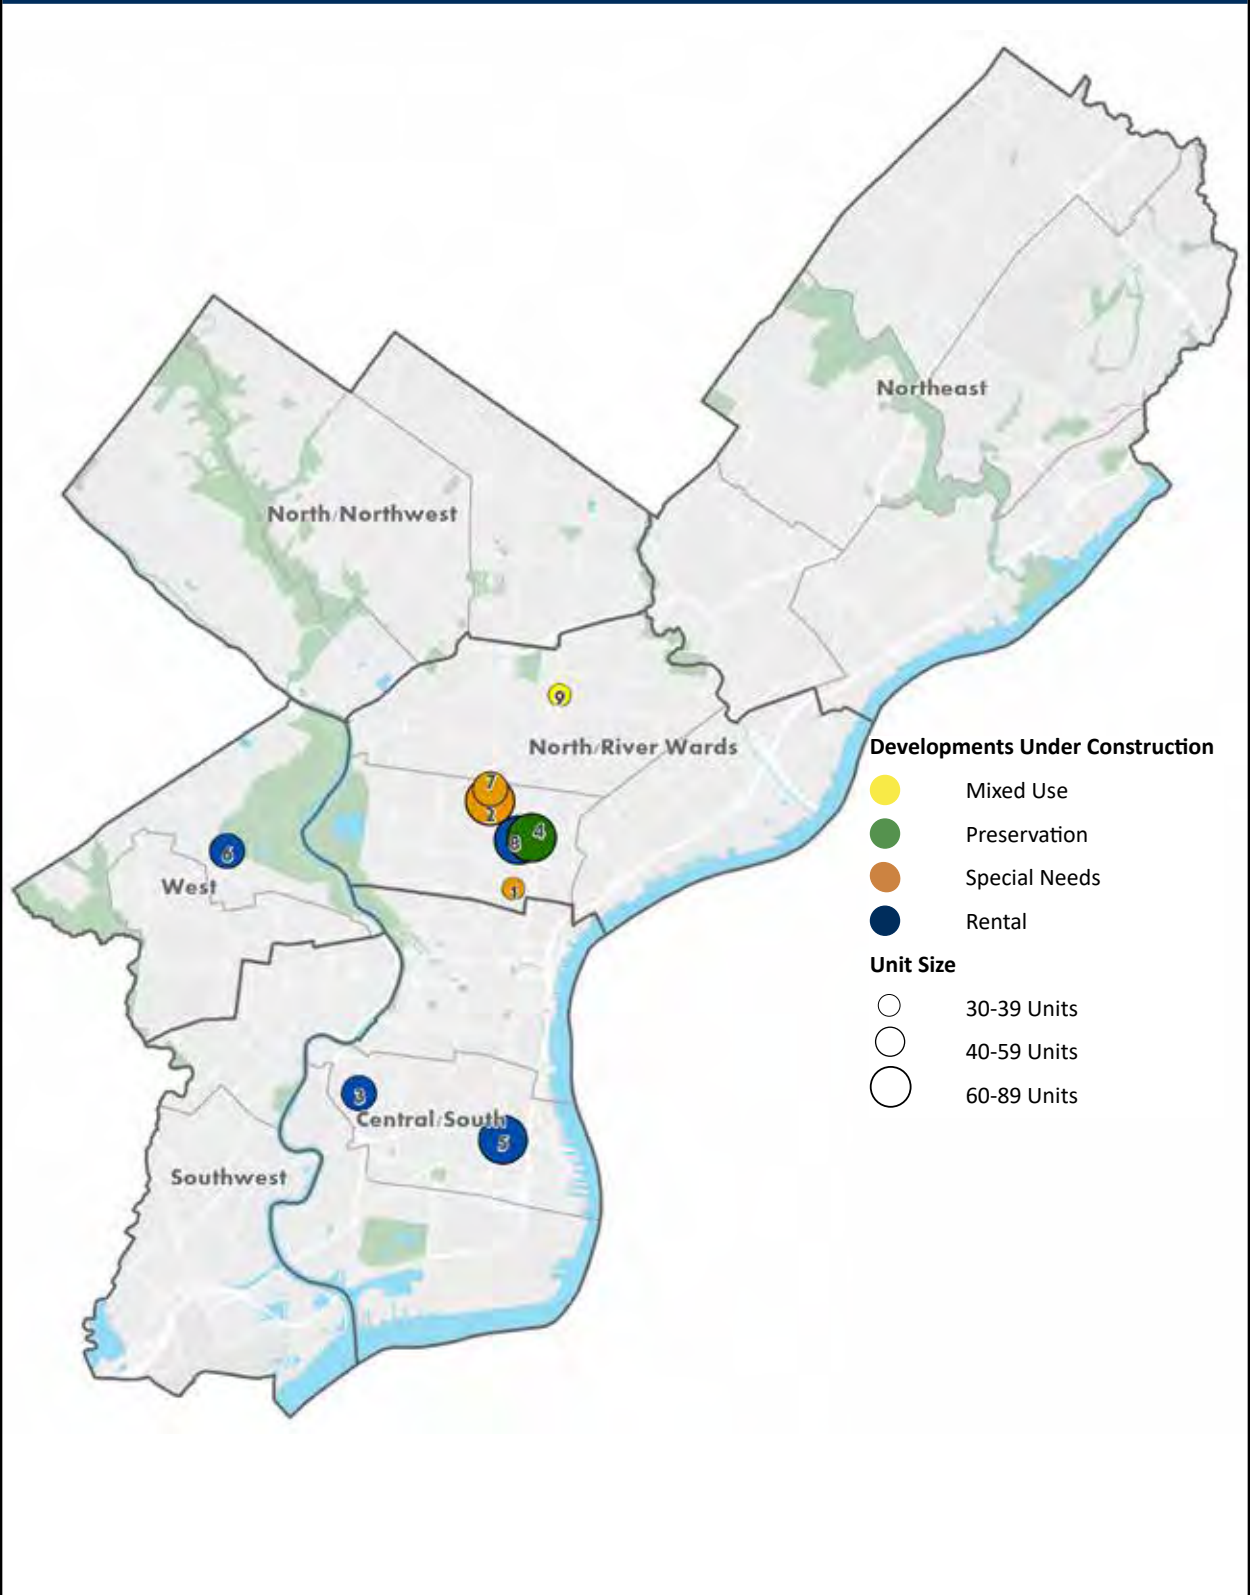 Northeast
North/Northwest
9
North/River Wards
7
2
4
8
1
6
West
3
Central/South
5
Southwest
Developments Under Construction
Mixed Use
Preservation
Special Needs
Rental
Unit Size
30-39 Units
40-59 Units
60-89 Units